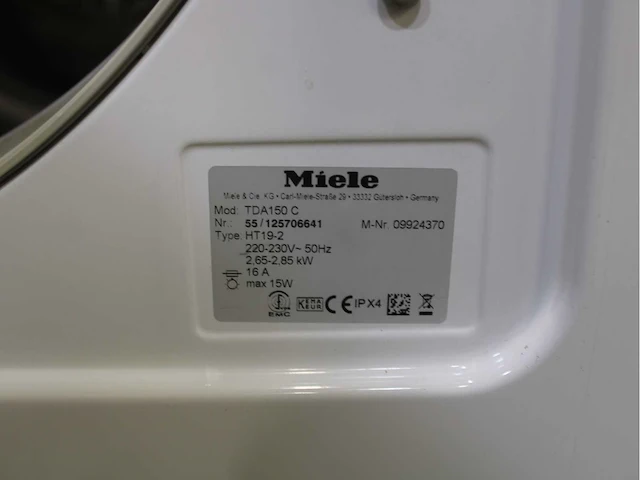 Miele
Miele & Cie. KG • Carl-Miele-Straße 29 • 33332 Gütersloh • Germany
Mod: TDA150 C
Nr.: 55 / 125706641 M-Nr. 09924370
Type: HT19-2
220-230V~ 50Hz
2,65-2,85 kW
16 A
max 15W
EMC KEMA KEUR CE IPX4